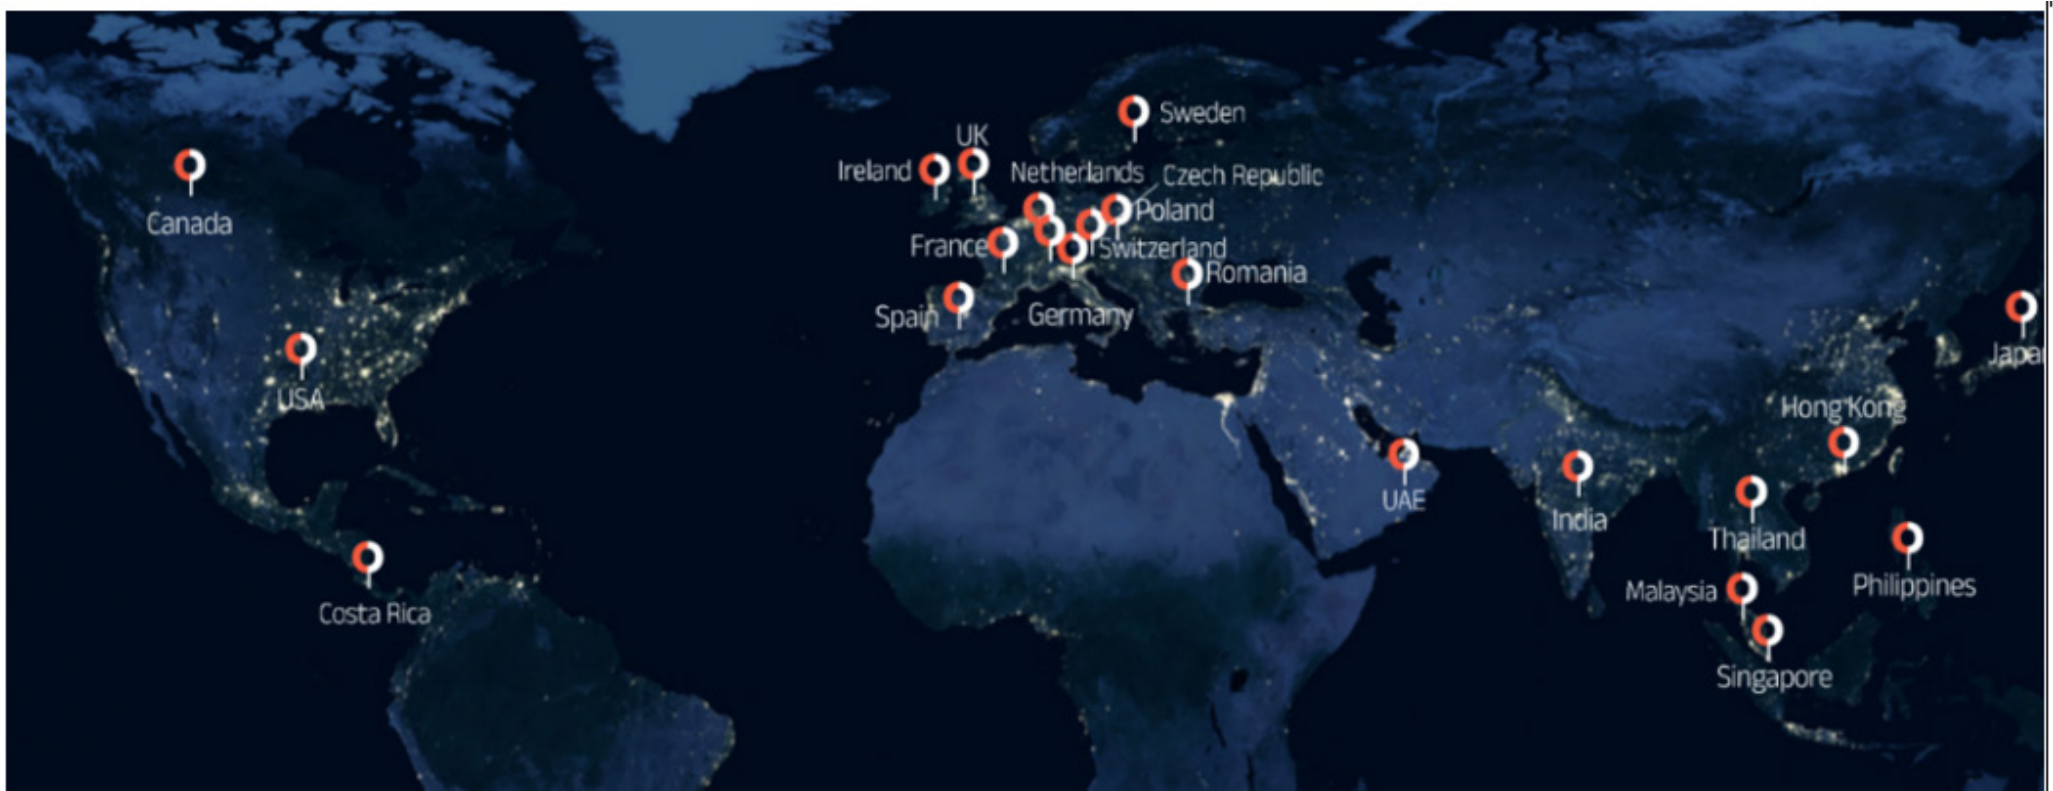 Sweden
UK
Ireland
Netherlands
Czech Republic
Canada
Poland
France
Switzerland
Romania
Spain
Germany
USA
Japan
Hong Kong
UAE
India
Thailand
Malaysia
Philippines
Costa Rica
Singapore